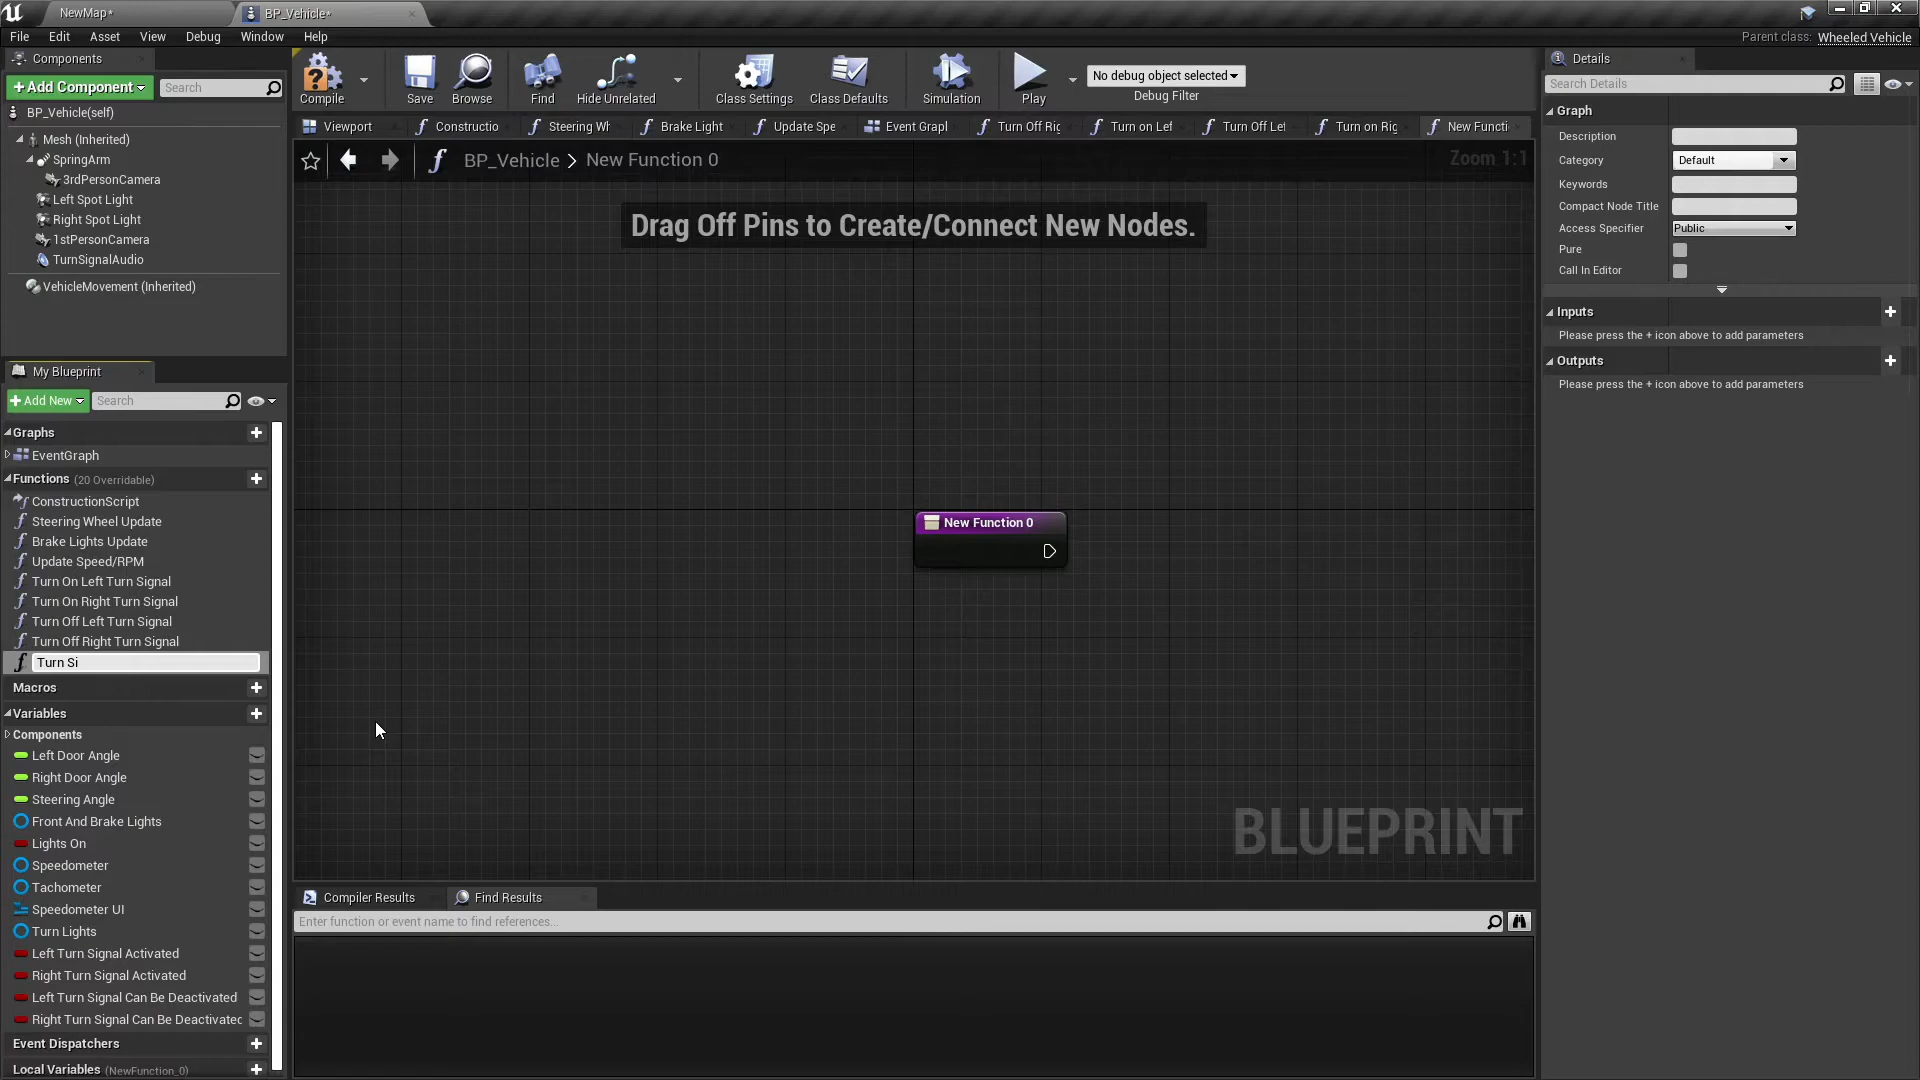 NewMap*
BP_Vehicle*
File Edit Asset View Debug Window Help
Parent class: Wheeled Vehicle
Components
+ Add Component
Search
BP_Vehicle(self)
Mesh (Inherited)
SpringArm
3rdPersonCamera
Left Spot Light
Right Spot Light
1stPersonCamera
TurnSignalAudio
VehicleMovement (Inherited)
My Blueprint
+ Add New
Search
Graphs
EventGraph
Functions (20 Overridable)
ConstructionScript
Steering Wheel Update
Brake Lights Update
Update Speed/RPM
Turn On Left Turn Signal
Turn On Right Turn Signal
Turn Off Left Turn Signal
Turn Off Right Turn Signal
Turn Si
Macros
Variables
Components
Left Door Angle
Right Door Angle
Steering Angle
Front And Brake Lights
Lights On
Speedometer
Tachometer
Speedometer UI
Turn Lights
Left Turn Signal Activated
Right Turn Signal Activated
Left Turn Signal Can Be Deactivated
Right Turn Signal Can Be Deactivated
Event Dispatchers
Local Variables (NewFunction_0)
Compile Save Browse Find Hide Unrelated Class Settings Class Defaults Simulation Play
No debug object selected
Debug Filter
Viewport Constructio Steering Wh Brake Light Update Spe Event Grapl Turn Off Rig Turn on Lef Turn Off Lef Turn on Rig New Functi
BP_Vehicle > New Function 0
Zoom 1:1
Drag Off Pins to Create/Connect New Nodes.
New Function 0
BLUEPRINT
Compiler Results Find Results
Enter function or event name to find references...
Details
Search Details
Graph
Description
Category Default
Keywords
Compact Node Title
Access Specifier Public
Pure
Call In Editor
Inputs
Please press the + icon above to add parameters
Outputs
Please press the + icon above to add parameters